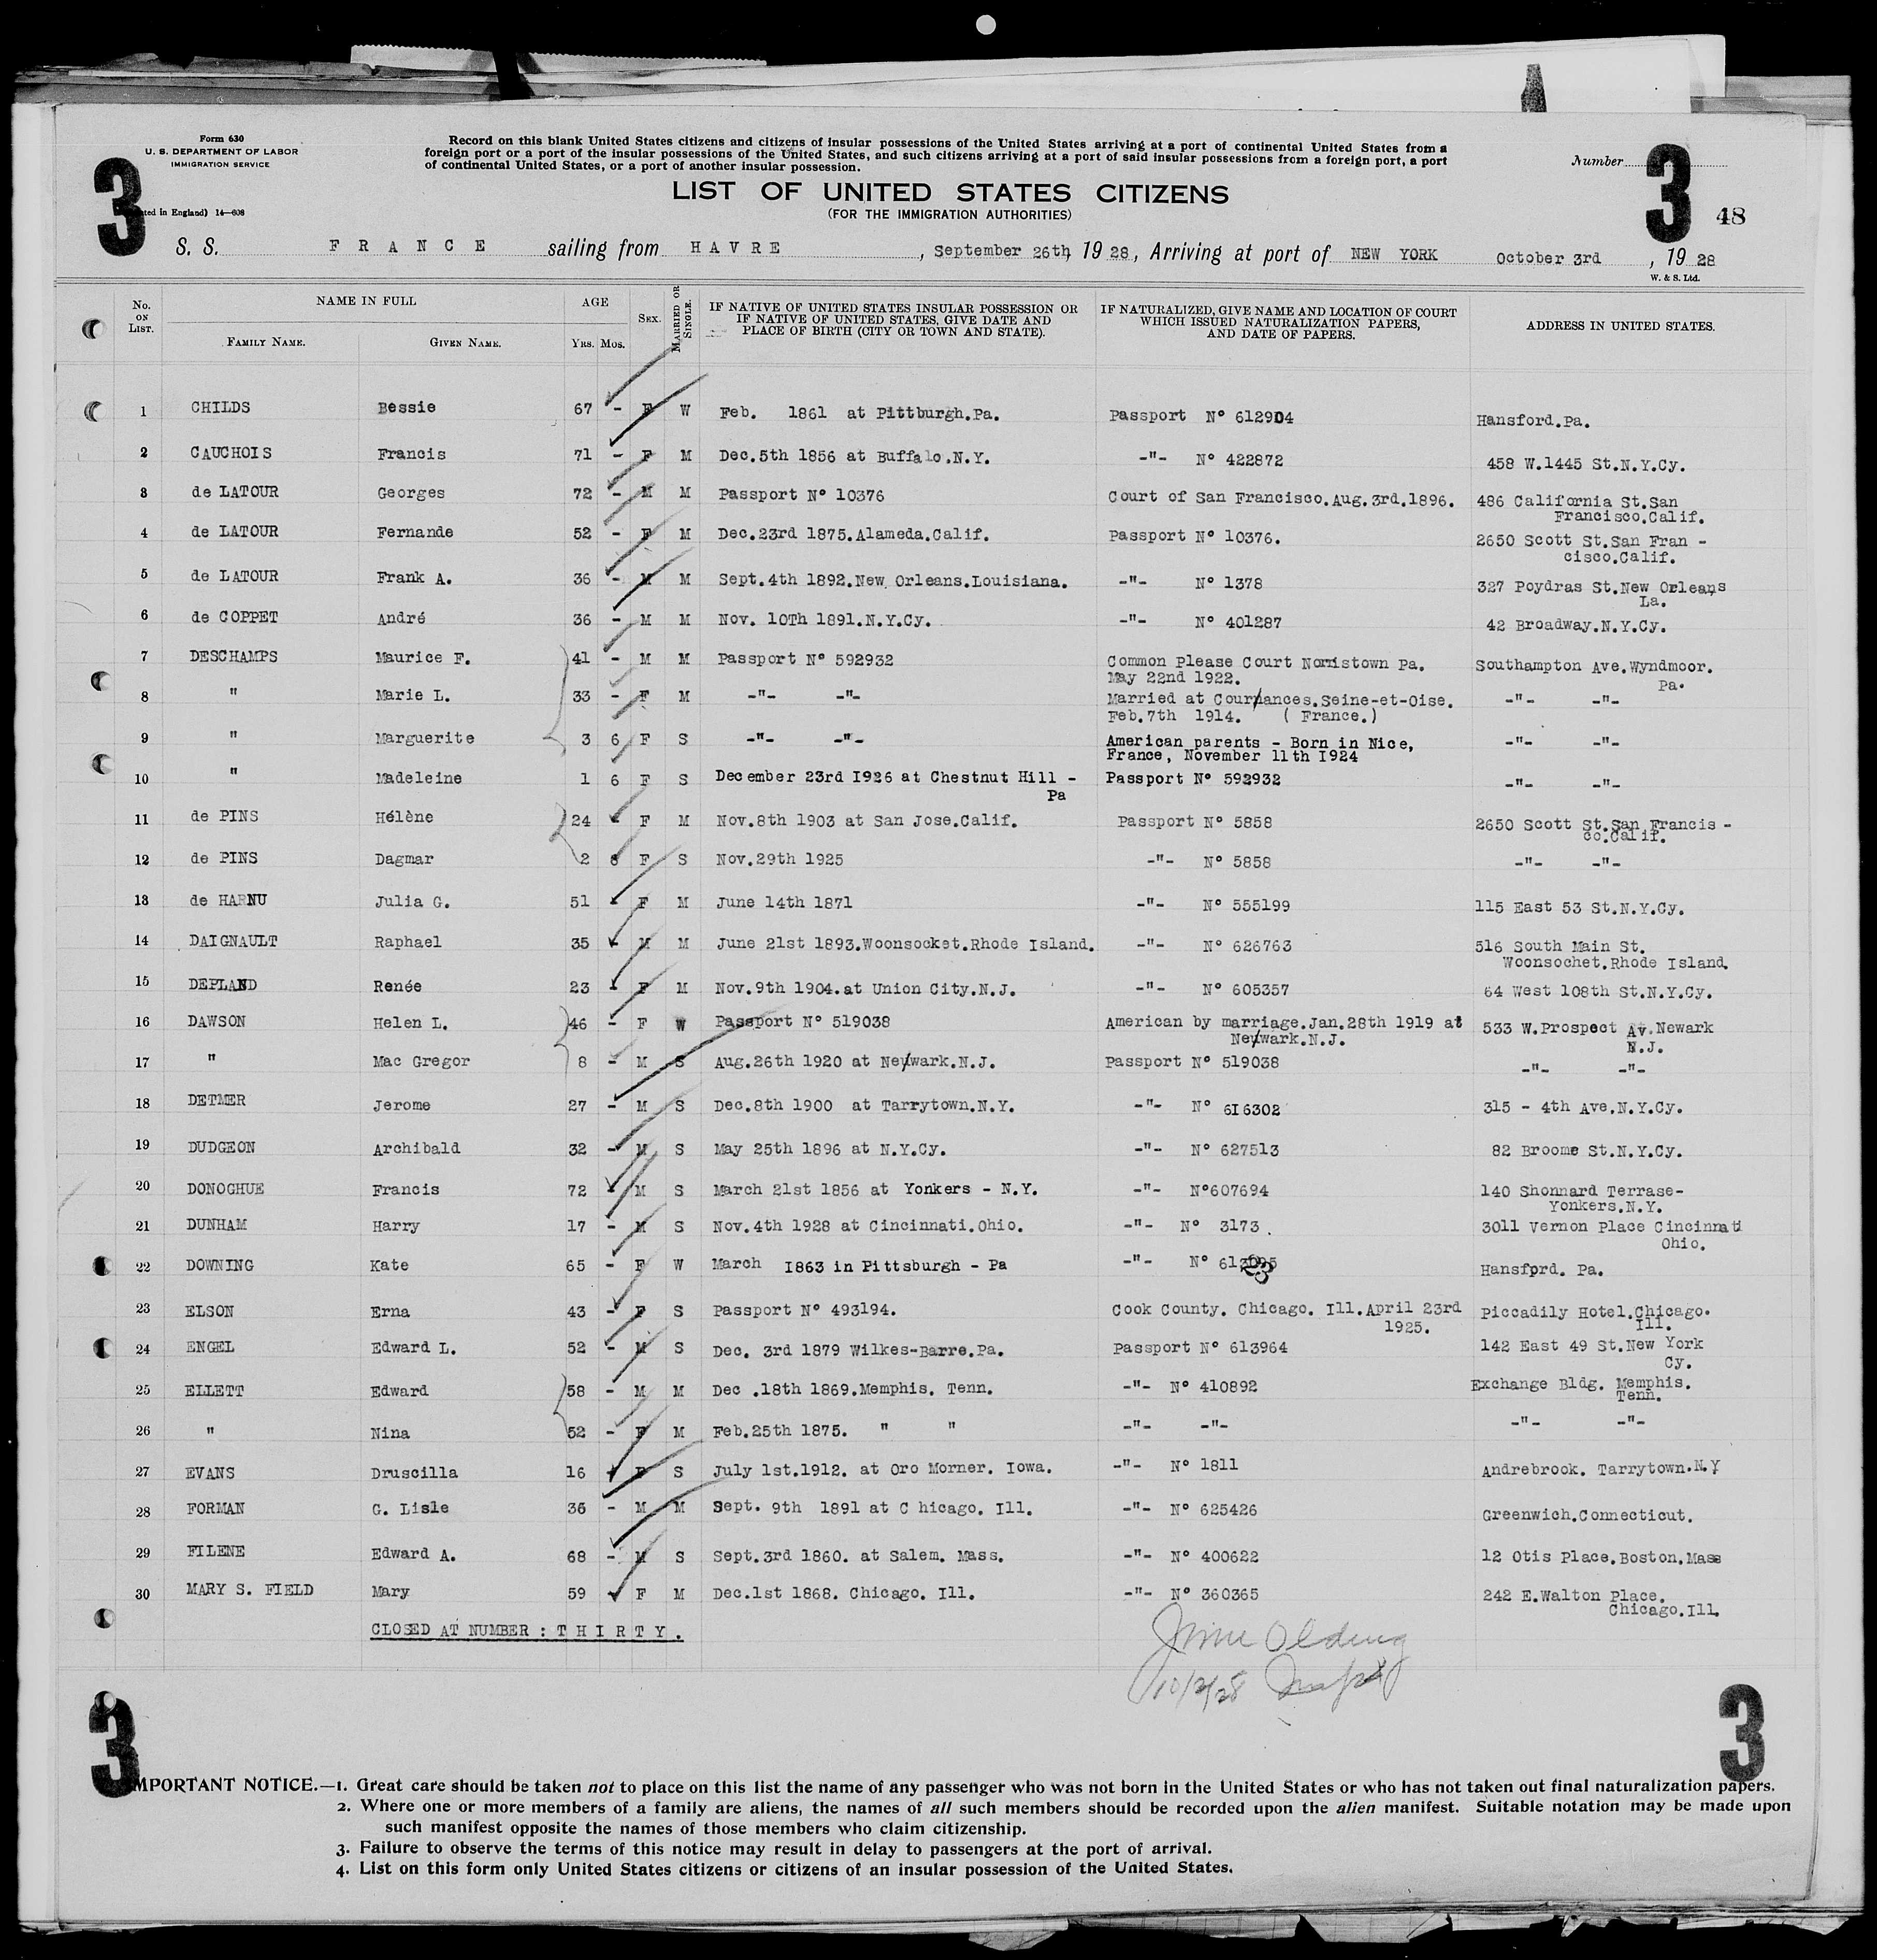 Form 630
U. S. DEPARTMENT OF LABOR
IMMIGRATION SERVICE
Record on this blank United States citizens and citizens of insular possessions of the United States arriving at a port of continental United States from a
foreign port or a port of the insular possessions of the United States, and such citizens arriving at a port of said insular possessions from a foreign port, a port
of continental United States, or a port of another insular possession.
Number
3
3
48
ted in England) 14—608
LIST OF UNITED STATES CITIZENS
(FOR THE IMMIGRATION AUTHORITIES)
S. S. FRANCE sailing from HAVRE, September 26th, 1928, Arriving at port of NEW YORK October 3rd, 1928
W. & S. Ltd.
No. ON LIST. NAME IN FULL FAMILY NAME. GIVEN NAME. AGE YRS. MOS. SEX. MARRIED OR SINGLE. IF NATIVE OF UNITED STATES INSULAR POSSESSION OR IF NATIVE OF UNITED STATES, GIVE DATE AND PLACE OF BIRTH (CITY OR TOWN AND STATE). IF NATURALIZED, GIVE NAME AND LOCATION OF COURT WHICH ISSUED NATURALIZATION PAPERS, AND DATE OF PAPERS. ADDRESS IN UNITED STATES.
1 CHILDS Bessie 67 - F W Feb. 1861 at Pittburgh.Pa. Passport N° 612904 Hansford.Pa.
2 CAUCHOIS Francis 71 - F M Dec.5th 1856 at Buffalo.N.Y. -"- N° 422872 458 W.1445 St.N.Y.Cy.
3 de LATOUR Georges 72 - M M Passport N° 10376 Court of San Francisco.Aug.3rd.1896. 486 California St.San
Francisco.Calif.
4 de LATOUR Fernande 52 - F M Dec.23rd 1875.Alameda.Calif. Passport N° 10376. 2650 Scott St.San Fran -
cisco.Calif.
5 de LATOUR Frank A. 36 - M M Sept.4th 1892.New Orleans.Louisiana. -"- N° 1378 327 Poydras St.New Orleans
La.
6 de COPPET André 36 - M M Nov. 10Th 1891.N.Y.Cy. -"- N° 401287 42 Broadway.N.Y.Cy.
7 DESCHAMPS Maurice F. 41 - M M Passport N° 592932 Common Please Court Norristown Pa. Southampton Ave.Wyndmoor.
May 22nd 1922. Pa.
8 " Marie L. 33 - F M -"- -"- Married at Cournances.Seine-et-Oise. -"- -"-
Feb.7th 1914. ( France.)
9 " Marguerite 3 6 F S -"- -"- American parents - Born in Nice, -"- -"-
France, November 11th 1924
10 " Madeleine 1 6 F S December 23rd 1926 at Chestnut Hill - Passport N° 592932 -"- -"-
Pa
11 de PINS Hélène 24 - F M Nov.8th 1903 at San Jose.Calif. Passport N° 5858 2650 Scott St.San Francis -
co.Calif.
12 de PINS Dagmar 2 8 F S Nov.29th 1925 -"- N° 5858 -"- -"-
13 de HARNU Julia G. 51 - F M June 14th 1871 -"- N° 555199 115 East 53 St.N.Y.Cy.
14 DAIGNAULT Raphael 35 - M M June 21st 1893.Woonsocket.Rhode Island. -"- N° 626763 516 South Main St.
Woonsochet.Rhode Island.
15 DEPLAND Renée 23 - F M Nov.9th 1904.at Union City.N.J. -"- N° 605357 64 West 108th St.N.Y.Cy.
16 DAWSON Helen L. 46 - F W Passport N° 519038 American by marriage.Jan.28th 1919 at 533 W.Prospect Av.Newark
Newark.N.J. N.J.
17 " Mac Gregor 8 - M S Aug.26th 1920 at Newark.N.J. Passport N° 519038 -"- -"-
18 DETMER Jerome 27 - M S Dec.8th 1900 at Tarrytown.N.Y. -"- N° 616302 315 - 4th Ave.N.Y.Cy.
19 DUDGEON Archibald 32 - M S May 25th 1896 at N.Y.Cy. -"- N° 627513 82 Broome St.N.Y.Cy.
20 DONOGHUE Francis 72 - M S March 21st 1856 at Yonkers - N.Y. -"- N°607694 140 Shonnard Terrase-
Yonkers.N.Y.
21 DUNHAM Harry 17 - M S Nov.4th 1928 at Cincinnati.Ohio. -"- N° 3173 . 3011 Vernon Place Cincinnati
Ohio.
22 DOWNING Kate 65 - F W March 1863 in Pittsburgh - Pa -"- N° Hansford. Pa.
23 ELSON Erna 43 - F S Passport N° 493194. Cook County. Chicago. Ill.April 23rd Piccadily Hotel.Chicago.
1925. Ill.
24 ENGEL Edward L. 52 - M S Dec. 3rd 1879 Wilkes-Barre.Pa. Passport N° 613964 142 East 49 St.New York
Cy.
25 ELLETT Edward 58 - M M Dec .18th 1869.Memphis. Tenn. -"- N° 410892 Exchange Bldg. Memphis.
Tenn.
26 " Nina 52 - F M Feb.25th 1875. " " -"- -"- -"- -"-
27 EVANS Druscilla 16 - F S July 1st.1912. at Oro Morner. Iowa. -"- N° 1811 Andrebrook. Tarrytown.N.Y
28 FORMAN G. Lisle 36 - M M Sept. 9th 1891 at C hicago. Ill. -"- N° 625426 Greenwich.Connecticut.
29 FILENE Edward A. 68 - M S Sept.3rd 1860. at Salem. Mass. -"- N° 400622 12 Otis Place.Boston.Mass
30 MARY S. FIELD Mary 59 - F M Dec.1st 1868. Chicago. Ill. -"- N° 360365 242 E.Walton Place.
Chicago.Ill.
CLOSED AT NUMBER : THIRTY.
10/2/28
3
3
MPORTANT NOTICE.—1. Great care should be taken not to place on this list the name of any passenger who was not born in the United States or who has not taken out final naturalization papers.
2. Where one or more members of a family are aliens, the names of all such members should be recorded upon the alien manifest. Suitable notation may be made upon
such manifest opposite the names of those members who claim citizenship.
3. Failure to observe the terms of this notice may result in delay to passengers at the port of arrival.
4. List on this form only United States citizens or citizens of an insular possession of the United States.